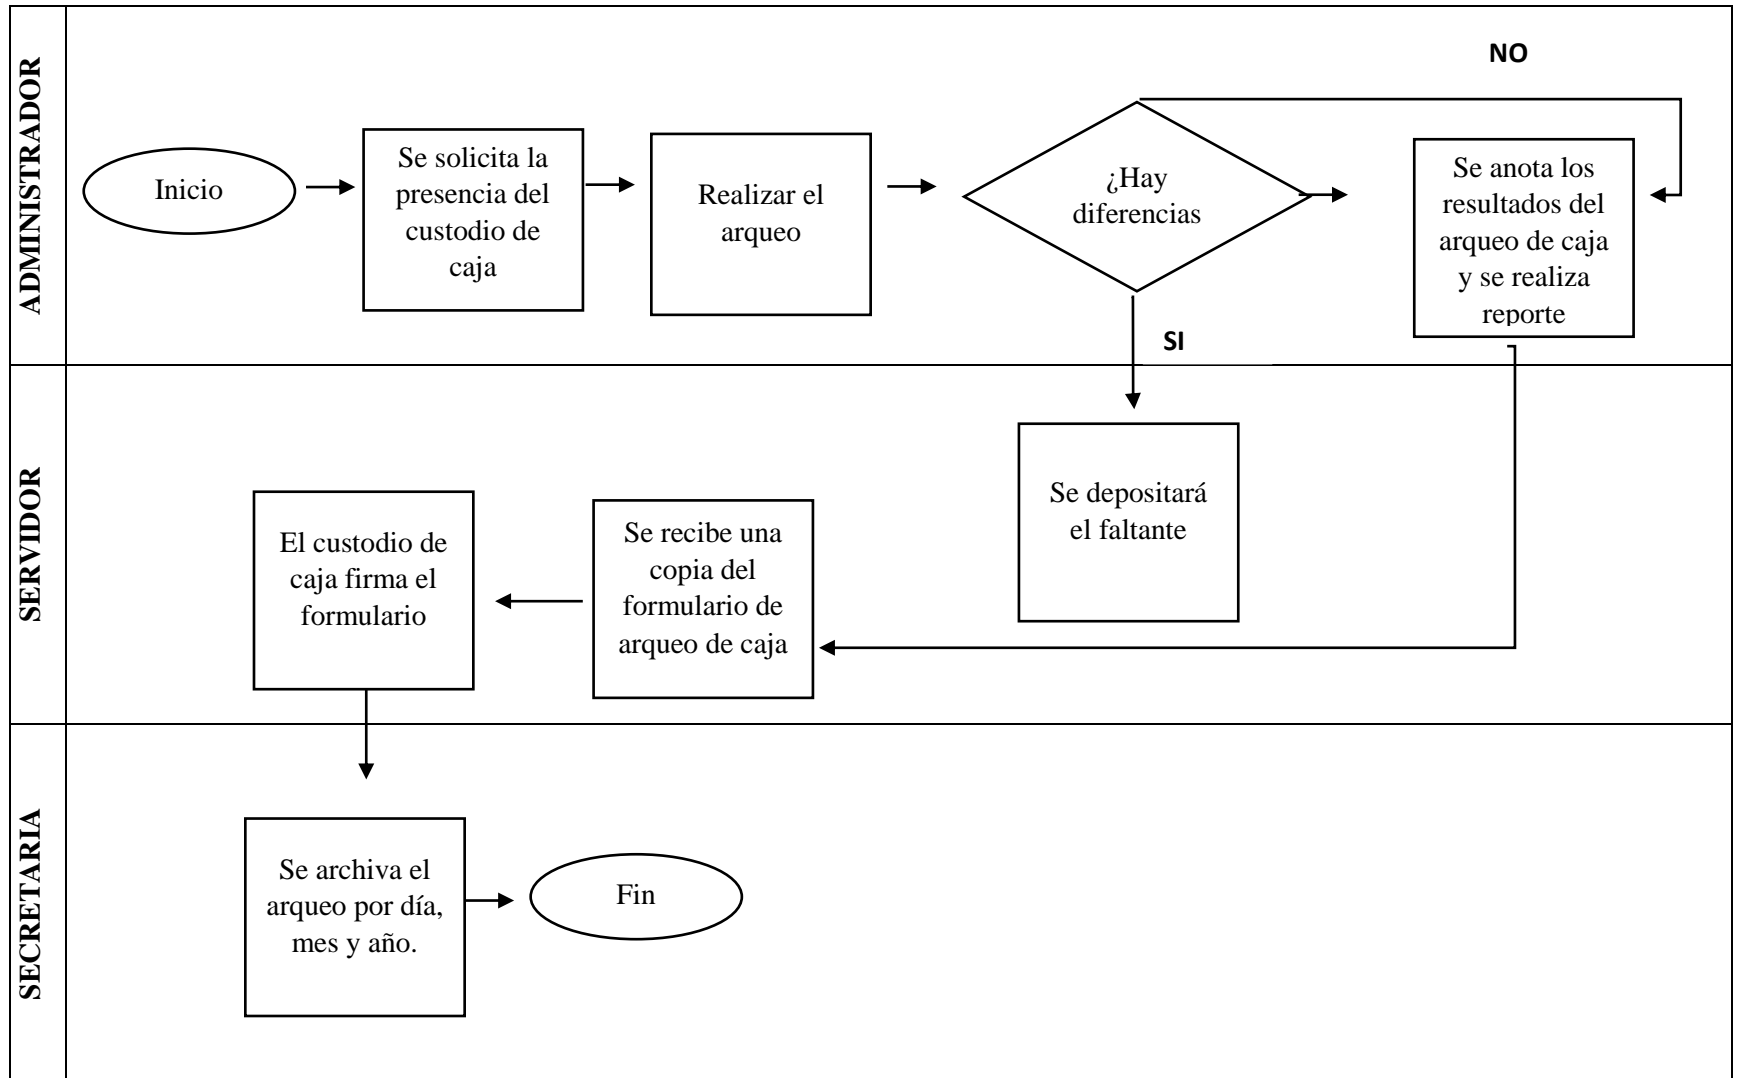 ADMINISTRADOR
Inicio
Se solicita la
presencia del
custodio de
caja
Realizar el
arqueo
¿Hay
diferencias
NO
SI
Se anota los
resultados del
arqueo de caja
y se realiza
reporte
SERVIDOR
El custodio de
caja firma el
formulario
Se recibe una
copia del
formulario de
arqueo de caja
Se depositará
el faltante
SECRETARIA
Se archiva el
arqueo por día,
mes y año.
Fin